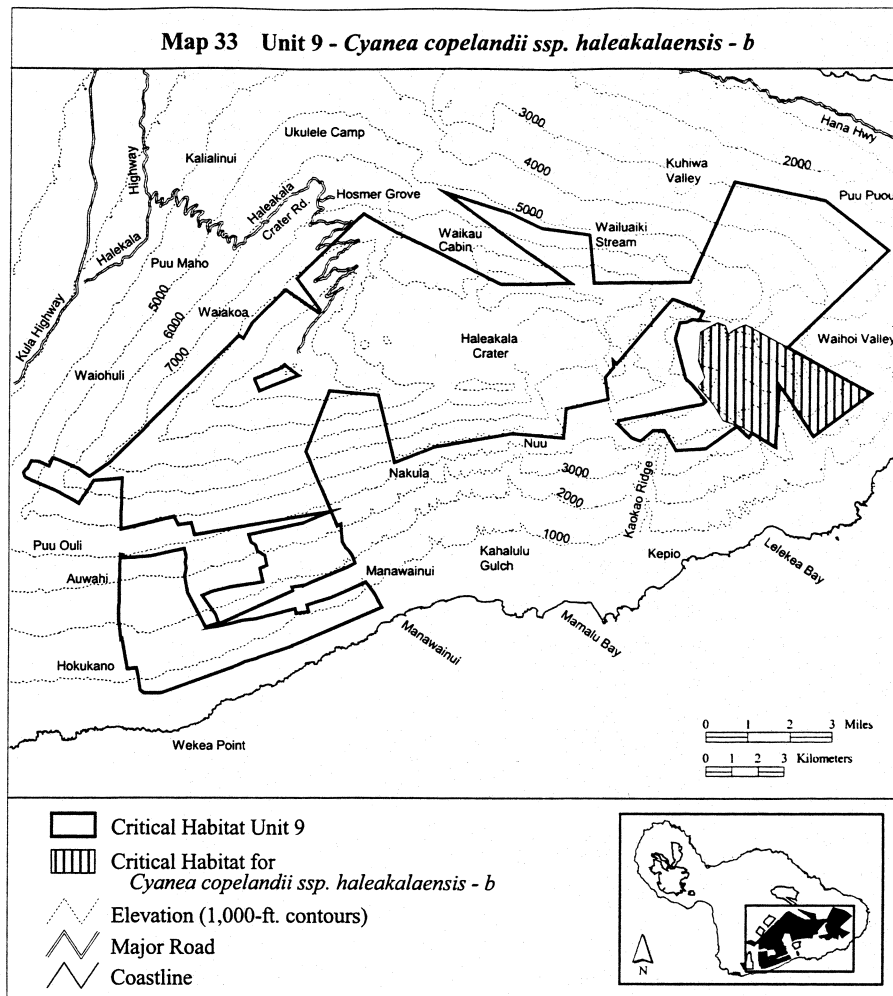 Map 33 Unit 9 - Cyanea copelandii ssp. haleakalaensis - b
3000
Hana Hwy
Ukulele Camp
Highway
Kalialinui
4000
Kuhiwa
Valley
2000
Haleakala
Crater Rd.
Hosmer Grove
Puu Puou
5000
Waikau
Cabin
Wailuaiki
Stream
Halekala
Puu Maho
5000
6000
7000
Waiakoa
Kula Highway
Haleakala
Crater
Waihoi Valley
Waiohuli
Nuu
Nakula
3000
2000
1000
Kaokao Ridge
Puu Ouli
Auwahi
Manawainui
Kahalulu
Gulch
Kepio
Lelekea Bay
Hokukano
Manawainui
Mamalu Bay
Wekea Point
0 1 2 3 Miles
0 1 2 3 Kilometers
Critical Habitat Unit 9
Critical Habitat for
Cyanea copelandii ssp. haleakalaensis - b
Elevation (1,000-ft. contours)
Major Road
Coastline
N